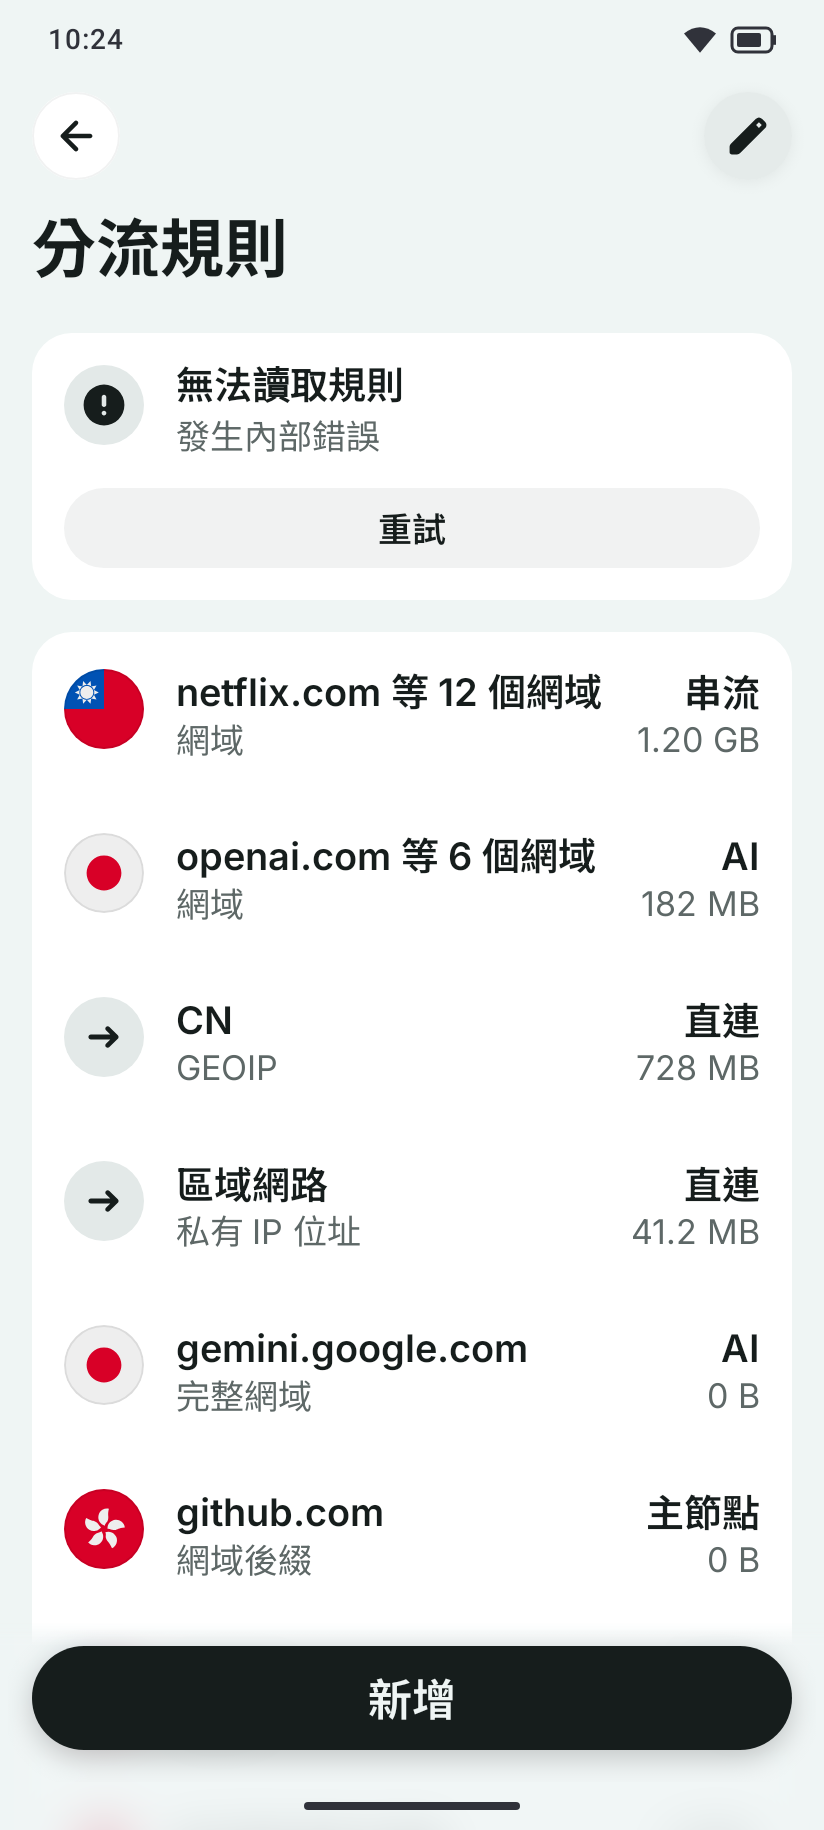 10:24
分流規則
無法讀取規則
發生內部錯誤
重試
netflix.com 等 12 個網域
串流
網域
1.20 GB
openai.com 等 6 個網域
AI
網域
182 MB
CN
直連
GEOIP
728 MB
區域網路
直連
私有 IP 位址
41.2 MB
gemini.google.com
AI
完整網域
0 B
github.com
主節點
網域後綴
0 B
新增